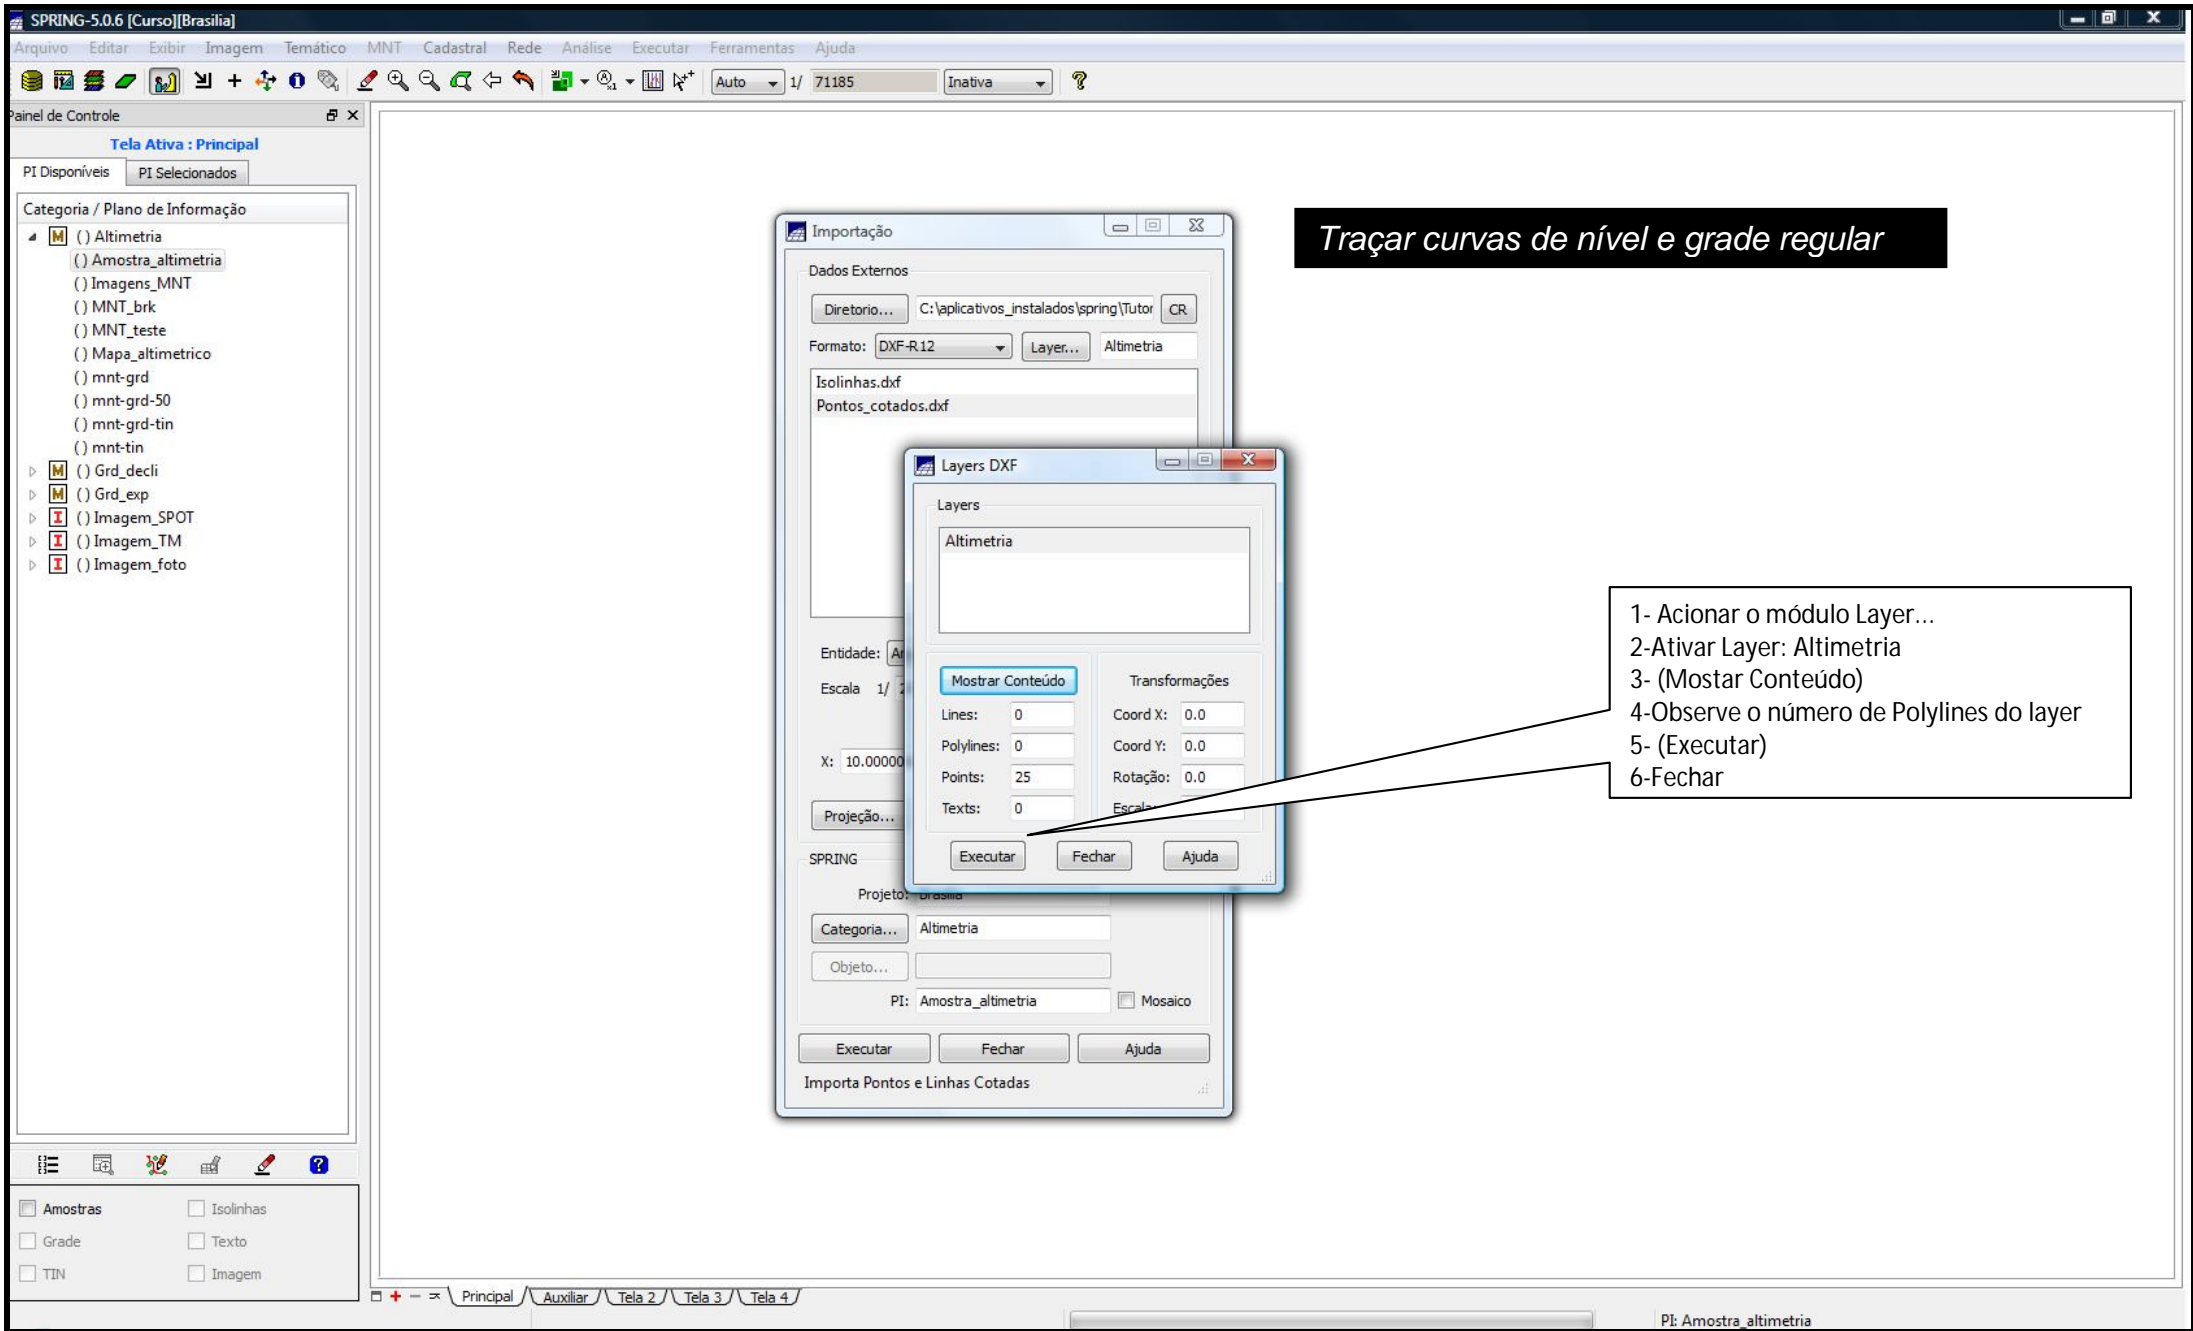 SPRING-5.0.6 [Curso][Brasilia]
Arquivo Editar Exibir Imagem Temático MNT Cadastral Rede Análise Executar Ferramentas Ajuda
Auto 1/ 71185 Inativa
Painel de Controle
Tela Ativa : Principal
PI Disponíveis PI Selecionados
Categoria / Plano de Informação
M () Altimetria
() Amostra_altimetria
() Imagens_MNT
() MNT_brk
() MNT_teste
() Mapa_altimetrico
() mnt-grd
() mnt-grd-50
() mnt-grd-tin
() mnt-tin
M () Grd_decli
M () Grd_exp
I () Imagem_SPOT
I () Imagem_TM
I () Imagem_foto
Amostras Isolinhas
Grade Texto
TIN Imagem
Importação
Dados Externos
Diretorio... C:\aplicativos_instalados\spring\Tutor CR
Formato: DXF-R12 Layer... Altimetria
Isolinhas.dxf
Pontos_cotados.dxf
Entidade:
Escala 1/
X: 10.00000
Projeção...
SPRING
Projeto: Brasilia
Categoria... Altimetria
Objeto...
PI: Amostra_altimetria Mosaico
Executar Fechar Ajuda
Importa Pontos e Linhas Cotadas
Layers DXF
Layers
Altimetria
Mostrar Conteúdo Transformações
Lines: 0 Coord X: 0.0
Polylines: 0 Coord Y: 0.0
Points: 25 Rotação: 0.0
Texts: 0 Escala:
Executar Fechar Ajuda
Traçar curvas de nível e grade regular
1- Acionar o módulo Layer...
2-Ativar Layer: Altimetria
3- (Mostar Conteúdo)
4-Observe o número de Polylines do layer
5- (Executar)
6-Fechar
Principal Auxiliar Tela 2 Tela 3 Tela 4
PI: Amostra_altimetria